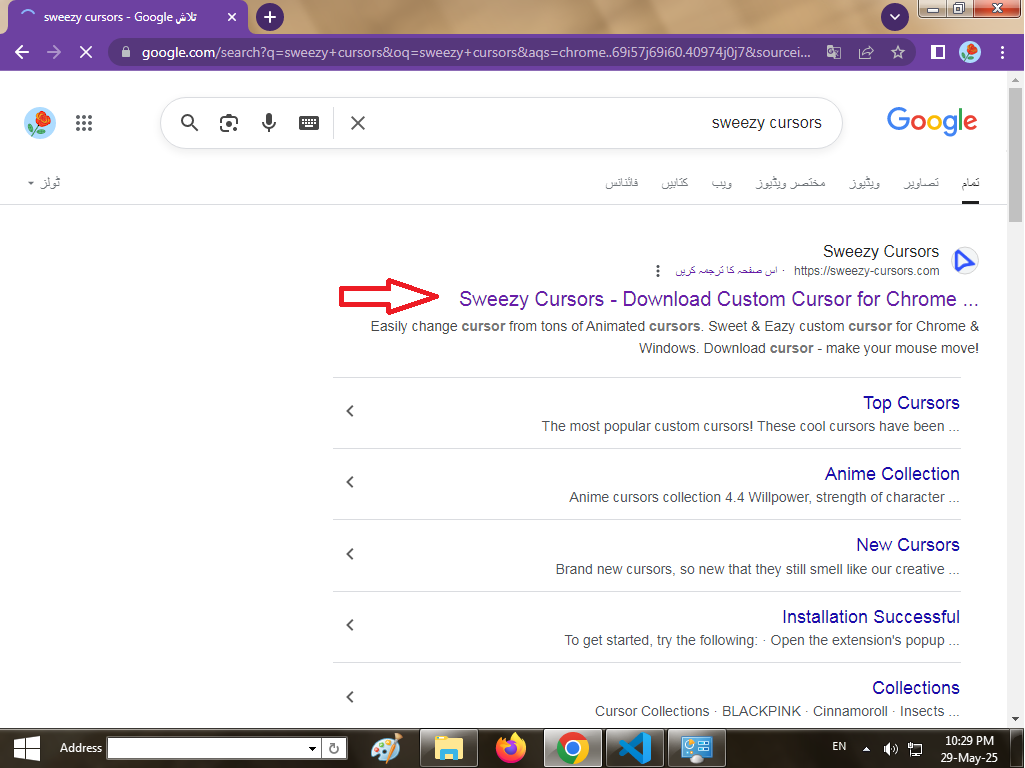 sweezy cursors - Google تلاش
google.com/search?q=sweezy+cursors&oq=sweezy+cursors&aqs=chrome..69i57j69i60.40974j0j7&sourcei...
sweezy cursors
Google
تمام
تصاویر
ویڈیوز
مختصر ویڈیوز
ویب
کتابیں
فائنانس
ٹولز
Sweezy Cursors
https://sweezy-cursors.com · اس صفحہ کا ترجمہ کریں
Sweezy Cursors - Download Custom Cursor for Chrome ...
Easily change cursor from tons of Animated cursors. Sweet & Eazy custom cursor for Chrome &
Windows. Download cursor - make your mouse move!
Top Cursors
The most popular custom cursors! These cool cursors have been ...
Anime Collection
Anime cursors collection 4.4 Willpower, strength of character ...
New Cursors
Brand new cursors, so new that they still smell like our creative ...
Installation Successful
To get started, try the following: · Open the extension's popup ...
Collections
Cursor Collections · BLACKPINK · Cinnamoroll · Insects ...
Address
EN
10:29 PM
29-May-25